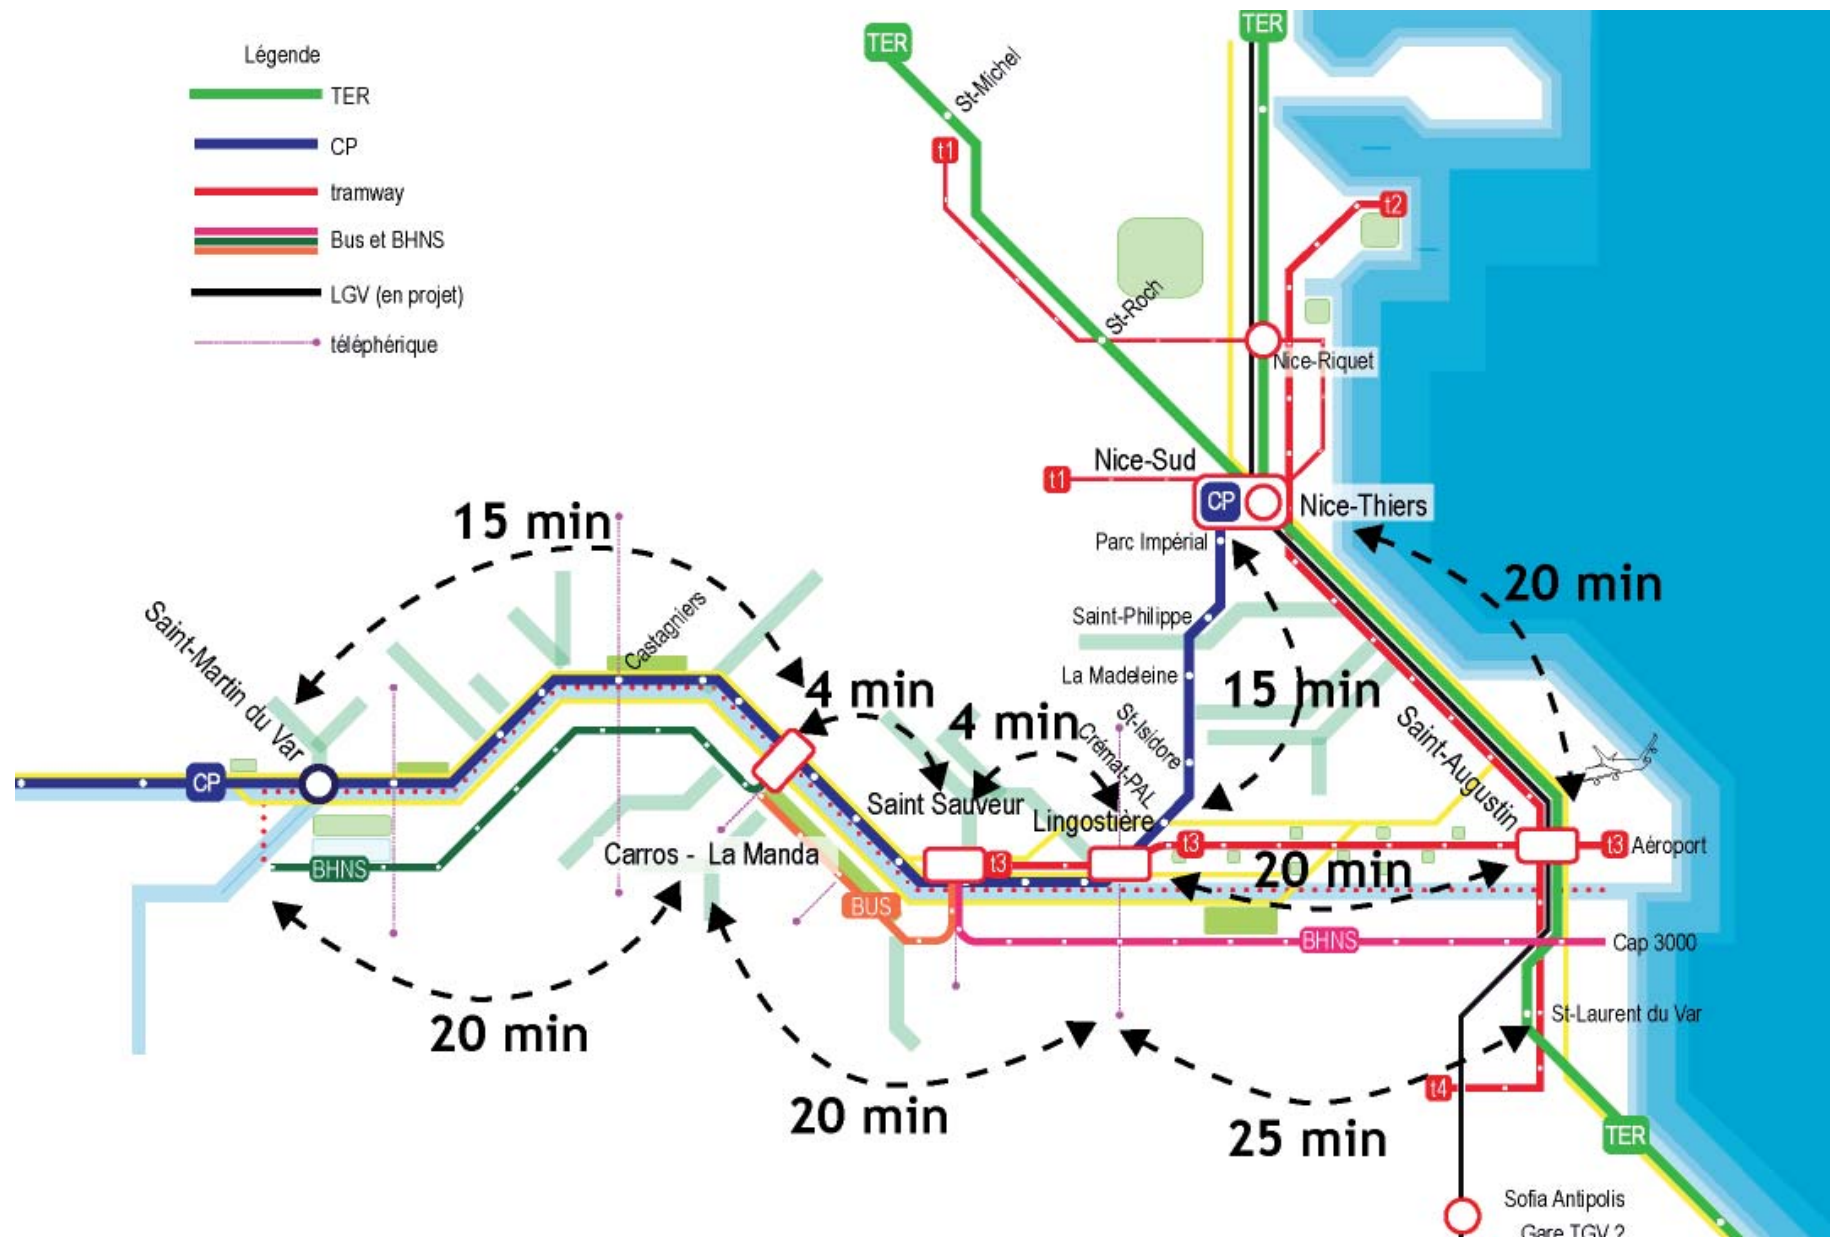 Légende
TER
CP
tramway
Bus et BHNS
LGV (en projet)
téléphérique
TER
TER
St-Michel
t1
t2
St-Roch
Nice-Riquet
Nice-Sud
t1
CP
Nice-Thiers
Parc Impérial
15 min
20 min
Saint-Philippe
Castagniers
Saint-Martin du Var
La Madeleine
4 min
15 min
4 min
St-Isidore
Crémat-PAL
Saint-Augustin
CP
Saint Sauveur
Lingostière
t3
t3
Aéroport
Carros - La Manda
t3
BHNS
20 min
BUS
BHNS
Cap 3000
St-Laurent du Var
20 min
t4
20 min
25 min
TER
Sofia Antipolis
Gare TGV ?